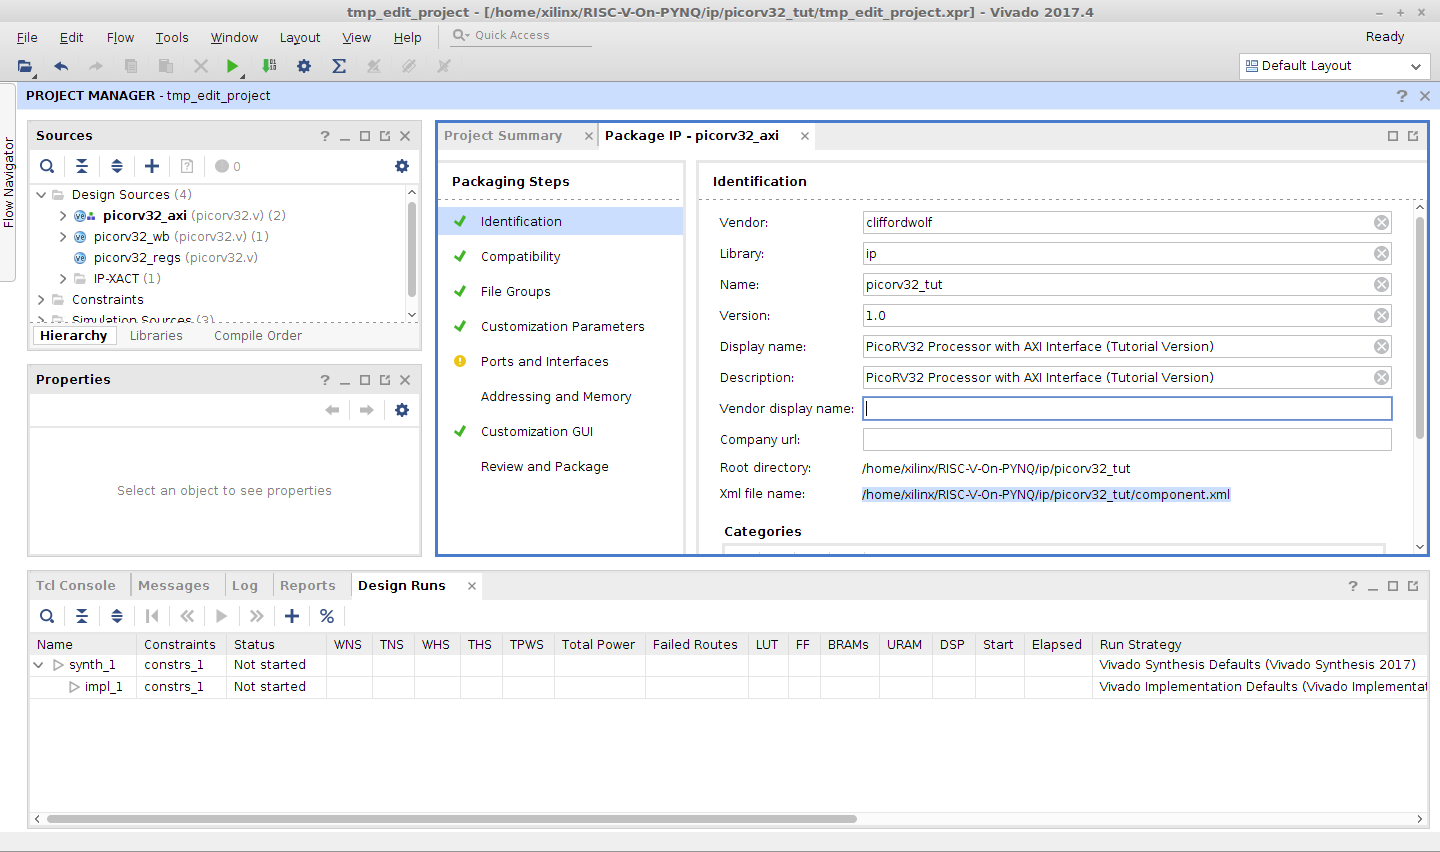 tmp_edit_project - [/home/xilinx/RISC-V-On-PYNQ/ip/picorv32_tut/tmp_edit_project.xpr] - Vivado 2017.4
File Edit Flow Tools Window Layout View Help Quick Access Ready
Default Layout
PROJECT MANAGER - tmp_edit_project
Flow Navigator
Sources
0
Design Sources (4)
picorv32_axi (picorv32.v) (2)
picorv32_wb (picorv32.v) (1)
picorv32_regs (picorv32.v)
IP-XACT (1)
Constraints
Simulation Sources (3)
Hierarchy Libraries Compile Order
Properties
Select an object to see properties
Project Summary Package IP - picorv32_axi
Packaging Steps
Identification
Compatibility
File Groups
Customization Parameters
Ports and Interfaces
Addressing and Memory
Customization GUI
Review and Package
Identification
Vendor: cliffordwolf
Library: ip
Name: picorv32_tut
Version: 1.0
Display name: PicoRV32 Processor with AXI Interface (Tutorial Version)
Description: PicoRV32 Processor with AXI Interface (Tutorial Version)
Vendor display name:
Company url:
Root directory: /home/xilinx/RISC-V-On-PYNQ/ip/picorv32_tut
Xml file name: /home/xilinx/RISC-V-On-PYNQ/ip/picorv32_tut/component.xml
Categories
Tcl Console Messages Log Reports Design Runs
Name Constraints Status WNS TNS WHS THS TPWS Total Power Failed Routes LUT FF BRAMs URAM DSP Start Elapsed Run Strategy
synth_1 constrs_1 Not started Vivado Synthesis Defaults (Vivado Synthesis 2017)
impl_1 constrs_1 Not started Vivado Implementation Defaults (Vivado Implementat